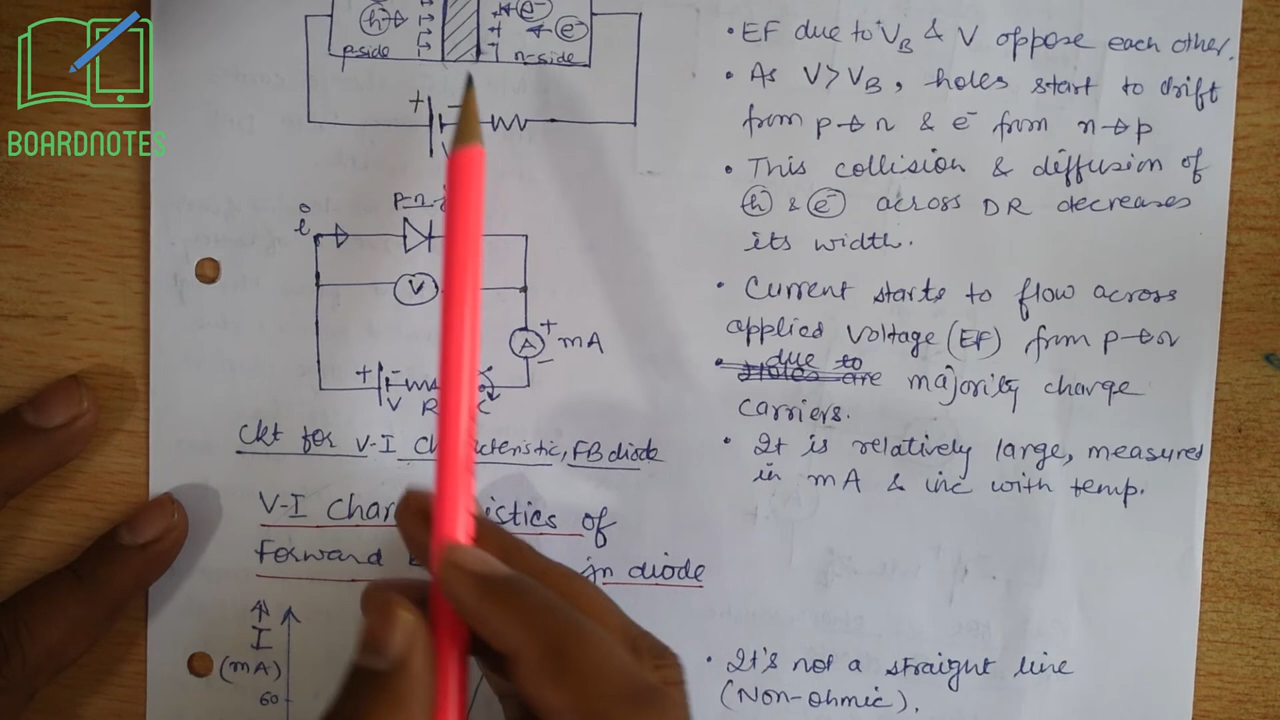 BOARDNOTES
h e⁻
e⁻
p-side n-side
+ −
p-n-
i
V
A + mA
−
+ −
V R
Ckt for V-I characteristic, FB diode
V-I Char istics of
Forward jn diode
I
(mA)
60
• EF due to V_B & V oppose each other.
• As V > V_B, holes start to drift
from p→n & e⁻ from n→p
• This collision & diffusion of
h & e⁻ across DR decreases
its width.
• Current starts to flow across
applied voltage (EF) from p→n
due to
majority charge
carriers.
• It is relatively large, measured
in mA & inc with temp.
• It's not a straight line
(Non-ohmic).